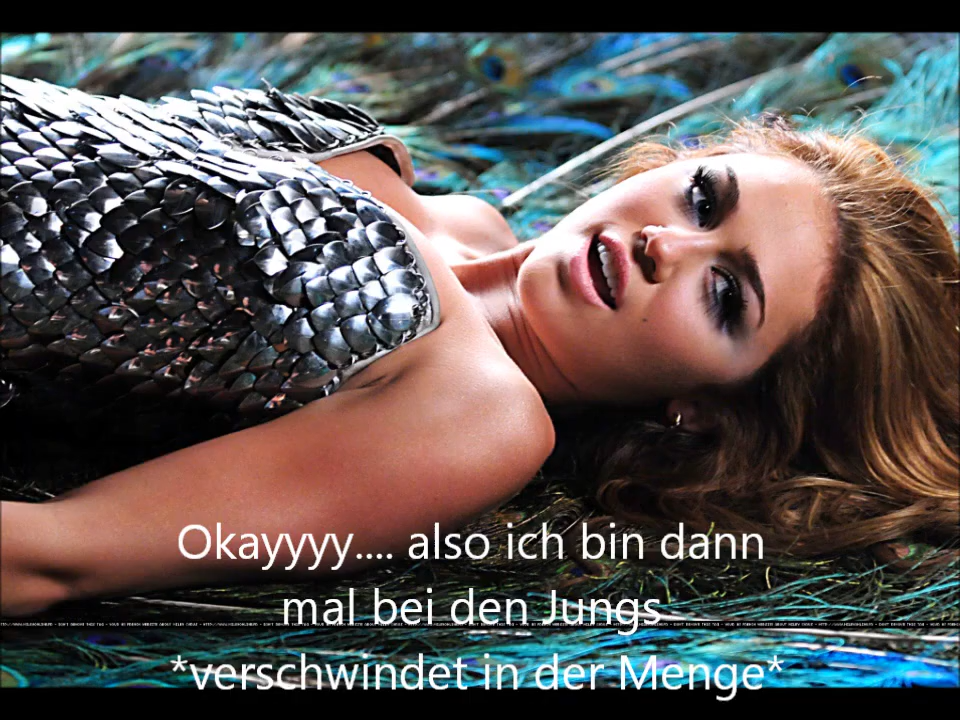 Okayyyy.... also ich bin dann
mal bei den Jungs
*verschwindet in der Menge*